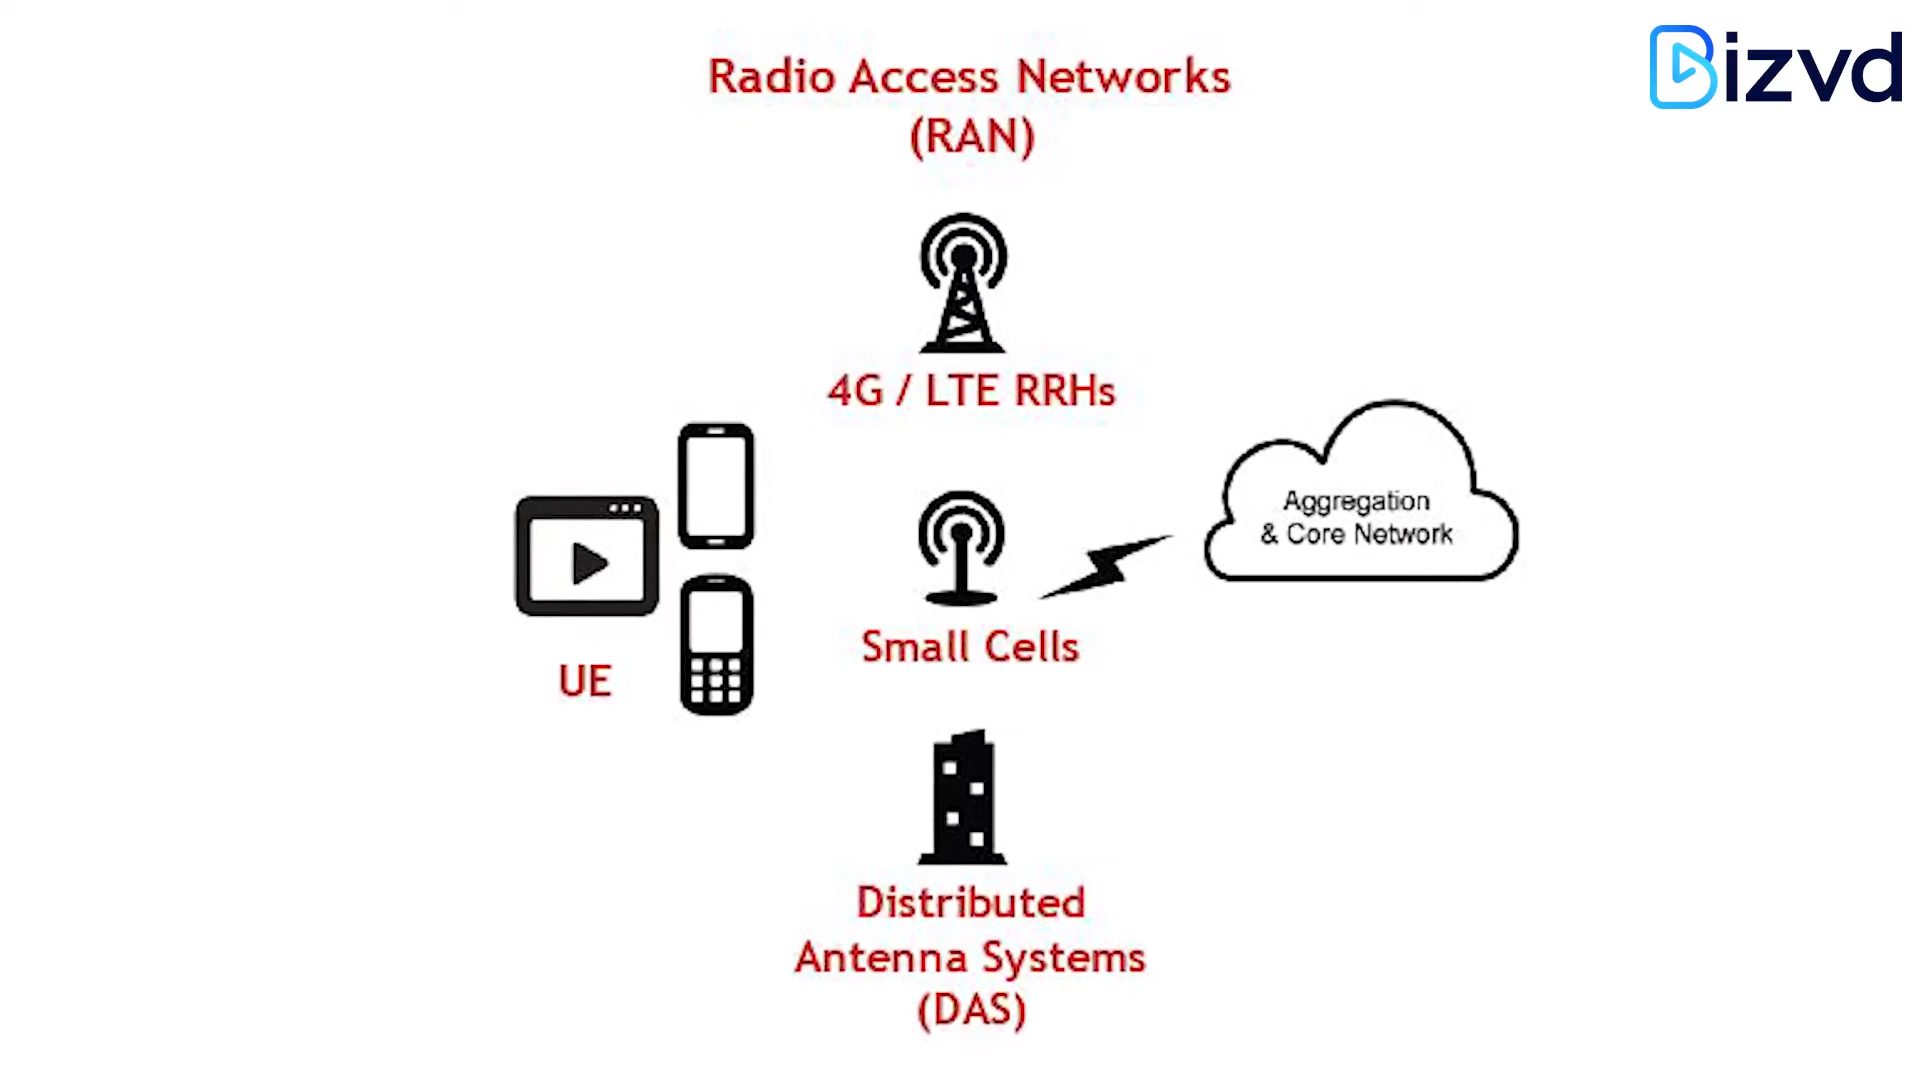 Bizvd
Radio Access Networks
(RAN)
4G / LTE RRHs
Aggregation
& Core Network
Small Cells
UE
Distributed
Antenna Systems
(DAS)